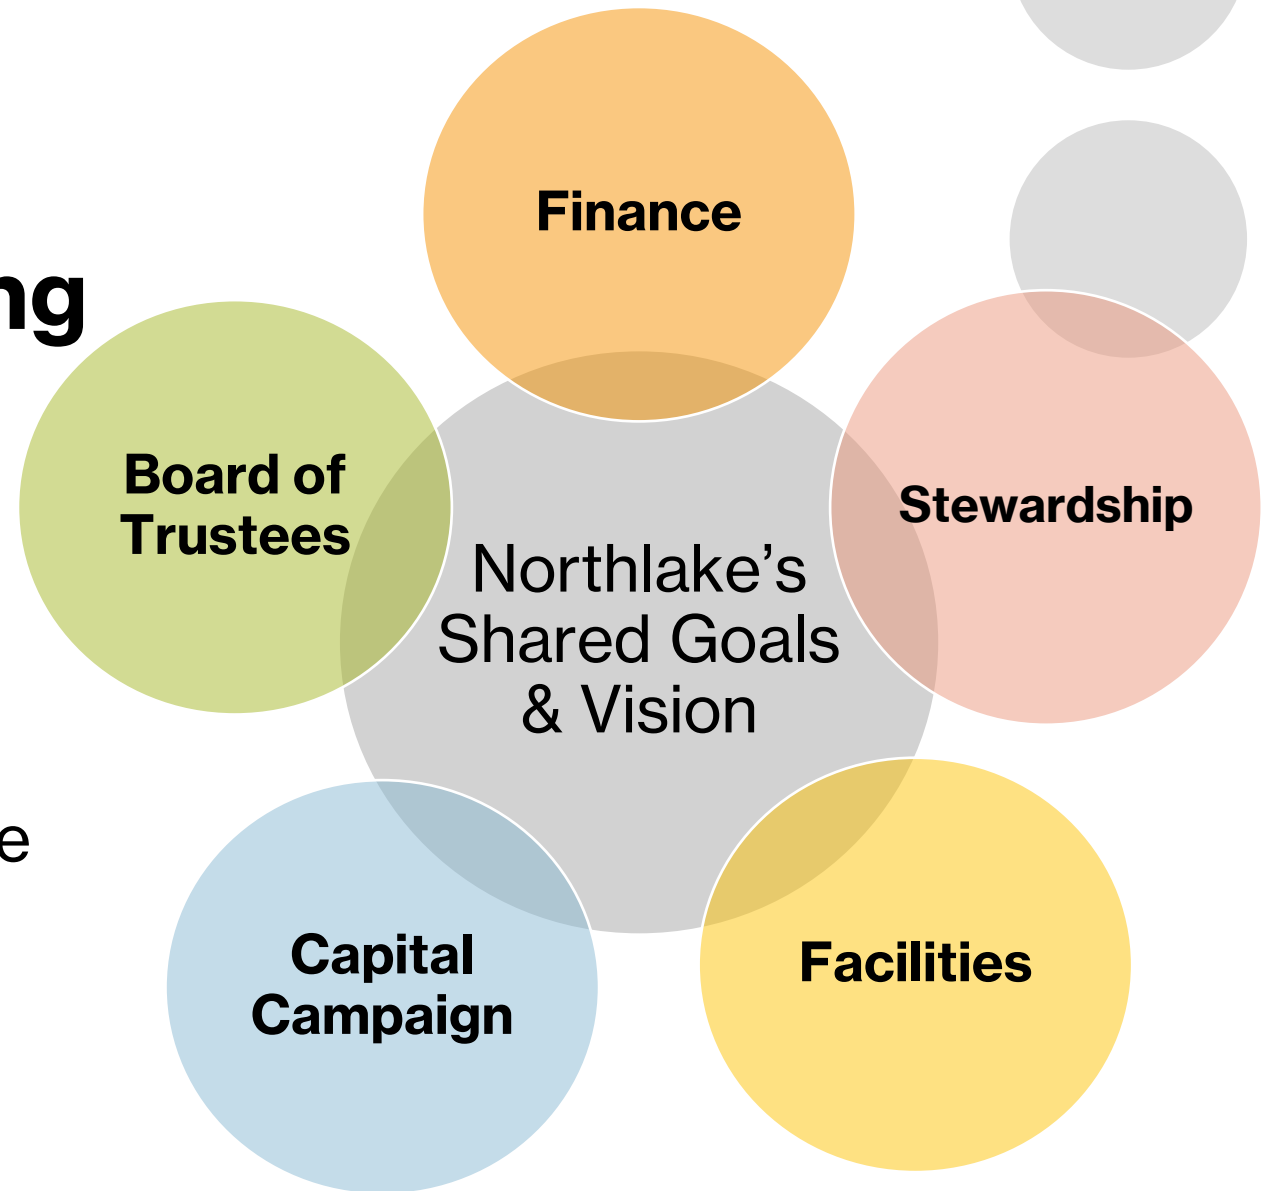 Finance
ng
Board of
Trustees
Stewardship
Northlake’s
Shared Goals
& Vision
e
Capital
Campaign
Facilities